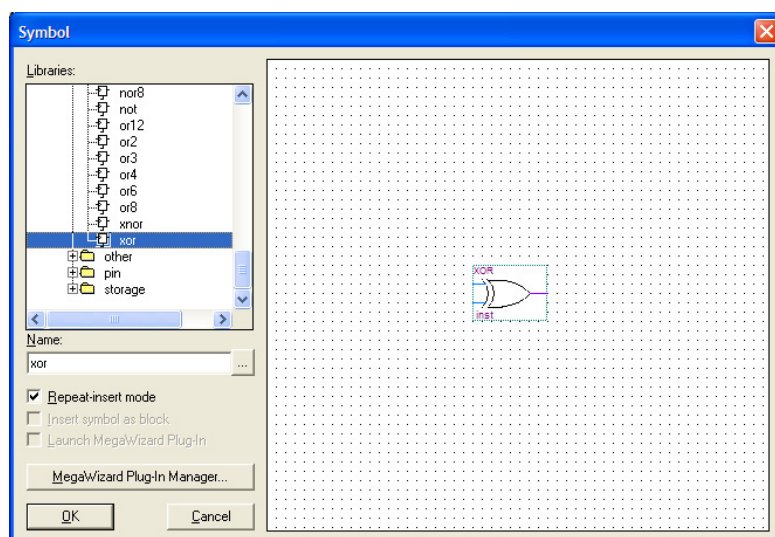 Symbol
Libraries:
nor8
not
or12
or2
or3
or4
or6
or8
xnor
xor
other
pin
storage
Name:
xor
...
Repeat-insert mode
Insert symbol as block
Launch MegaWizard Plug-In
MegaWizard Plug-In Manager...
OK
Cancel
XOR
inst